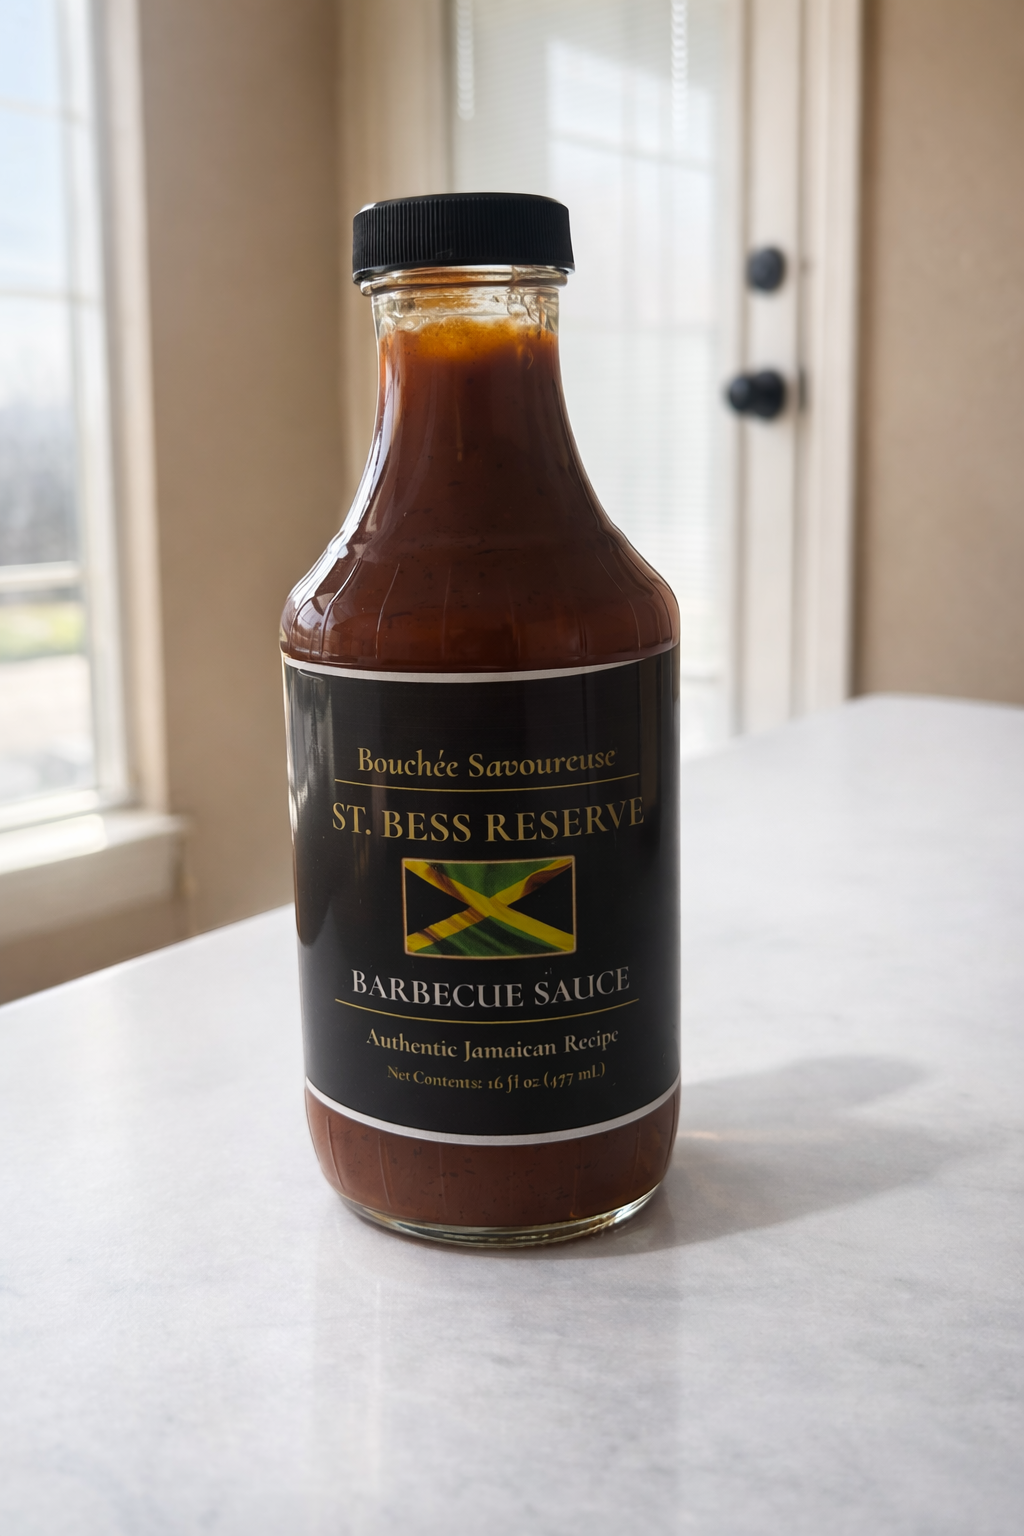 Bouchée Savoureuse
ST. BESS RESERVE
BARBECUE SAUCE
Authentic Jamaican Recipe
Net Contents: 16 fl oz (477 mL)